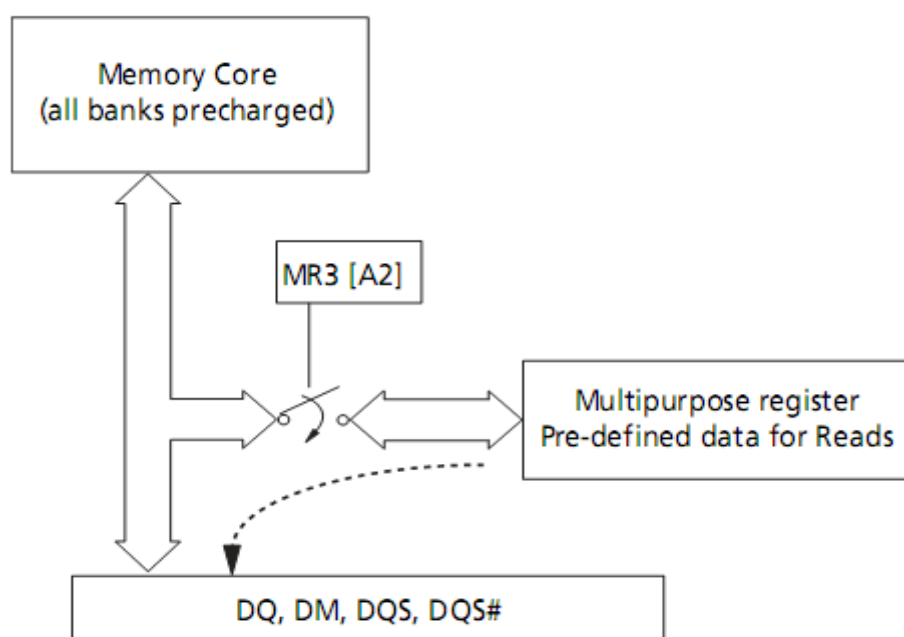 Memory Core
(all banks precharged)
MR3 [A2]
Multipurpose register
Pre-defined data for Reads
DQ, DM, DQS, DQS#